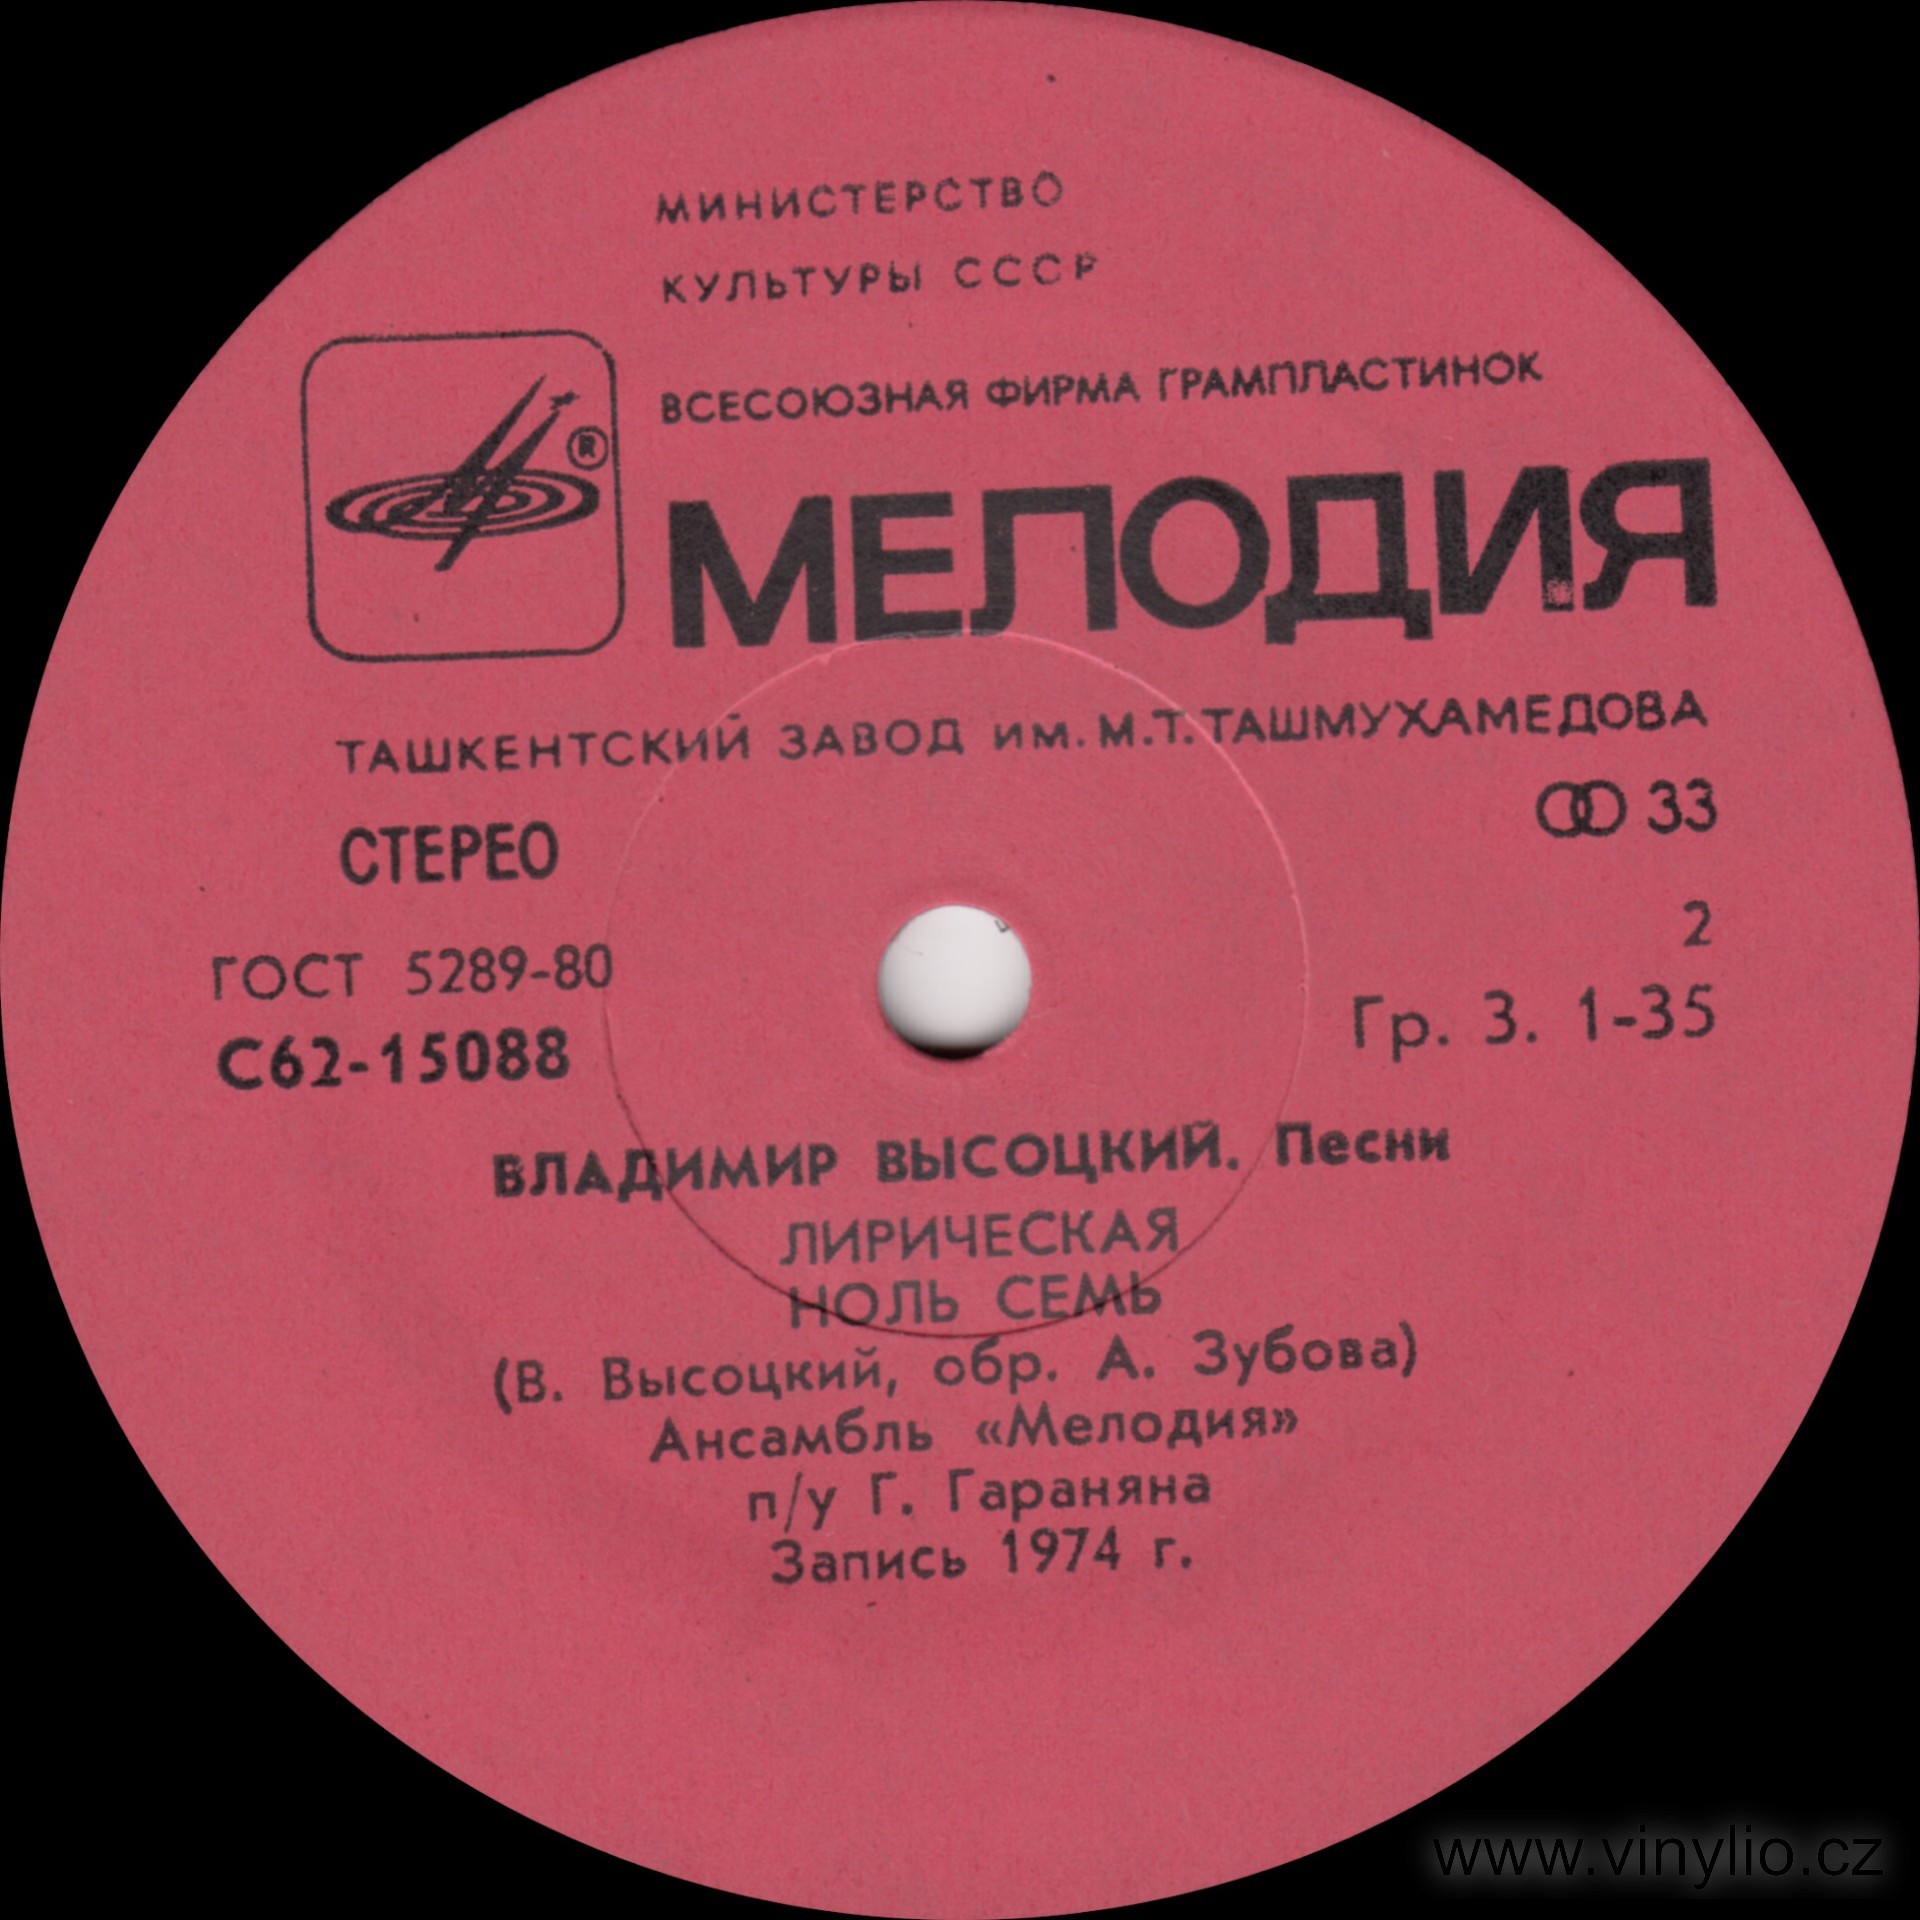 МИНИСТЕРСТВО
КУЛЬТУРЫ СССР
ВСЕСОЮЗНАЯ ФИРМА ГРАМПЛАСТИНОК
МЕЛОДИЯ
®
ТАШКЕНТСКИЙ ЗАВОД ИМ. М.Т. ТАШМУХАМЕДОВА
СТЕРЕО
33
2
ГОСТ 5289-80
Гр. 3. 1-35
С62-15088
ВЛАДИМИР ВЫСОЦКИЙ. Песни
ЛИРИЧЕСКАЯ
НОЛЬ СЕМЬ
(В. Высоцкий, обр. А. Зубова)
Ансамбль «Мелодия»
п/у Г. Гараняна
Запись 1974 г.
www.vinylio.cz